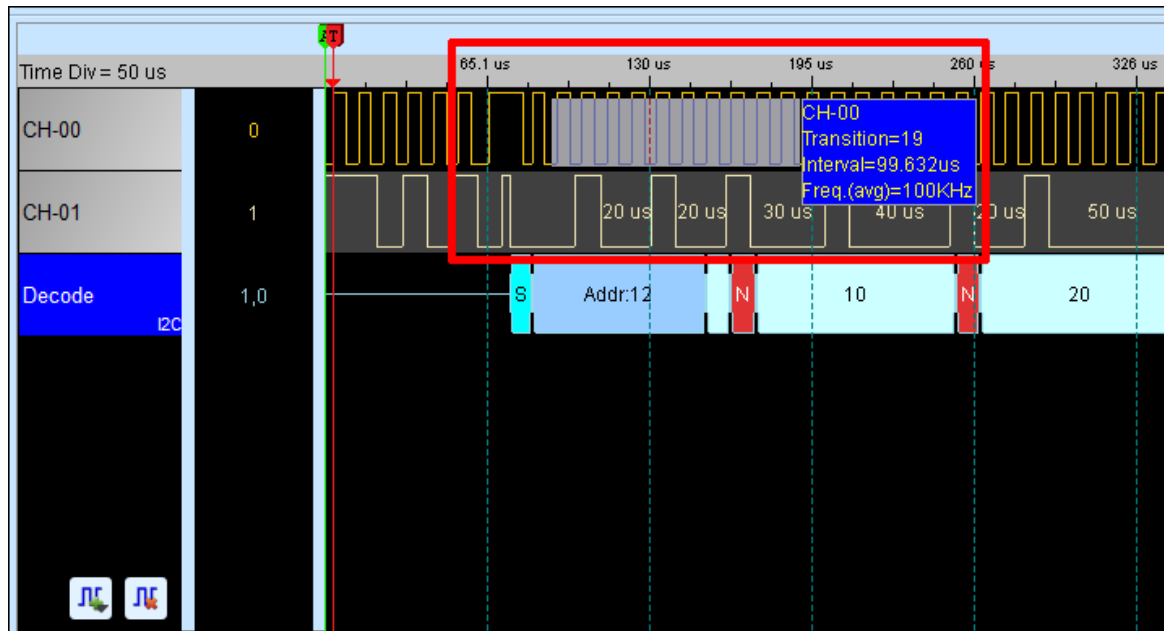 A T
Time Div = 50 us
65.1 us 130 us 195 us 260 us 326 us
CH-00 0
CH-00
Transition=19
Interval=99.632us
Freq.(avg)=100KHz
CH-01 1 20 us 20 us 30 us 40 us 20 us 50 us
Decode 1,0 S Addr:12 N 10 N 20
I2C